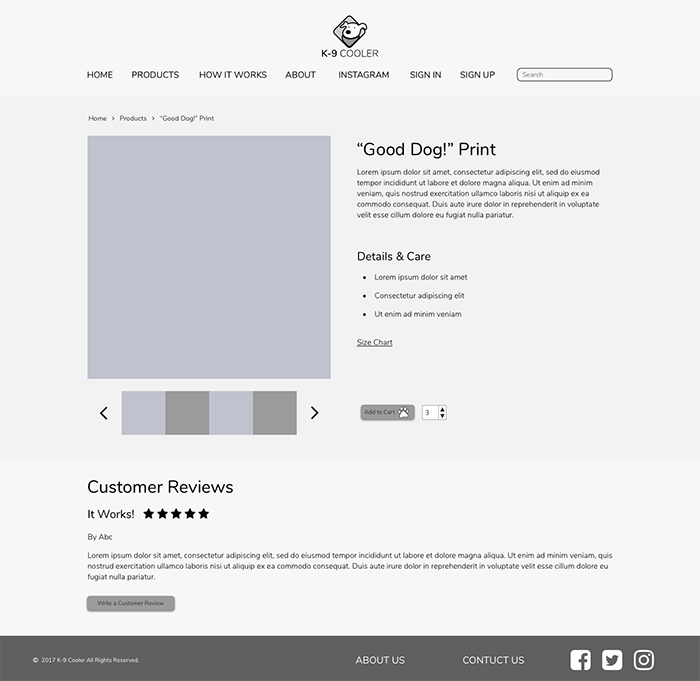 K-9 COOLER
HOME PRODUCTS HOW IT WORKS ABOUT INSTAGRAM SIGN IN SIGN UP Search
Home > Products > “Good Dog!” Print
“Good Dog!” Print
Lorem ipsum dolor sit amet, consectetur adipiscing elit, sed do eiusmod
tempor incididunt ut labore et dolore magna aliqua. Ut enim ad minim
veniam, quis nostrud exercitation ullamco laboris nisi ut aliquip ex ea
commodo consequat. Duis aute irure dolor in reprehenderit in voluptate
velit esse cillum dolore eu fugiat nulla pariatur.
Details & Care
• Lorem ipsum dolor sit amet
• Consectetur adipiscing elit
• Ut enim ad minim veniam
Size Chart
Add to Cart 3
Customer Reviews
It Works! ★★★★★
By Abc
Lorem ipsum dolor sit amet, consectetur adipiscing elit, sed do eiusmod tempor incididunt ut labore et dolore magna aliqua. Ut enim ad minim veniam, quis
nostrud exercitation ullamco laboris nisi ut aliquip ex ea commodo consequat. Duis aute irure dolor in reprehenderit in voluptate velit esse cillum dolore eu
fugiat nulla pariatur.
Write a Customer Review
© 2017 K-9 Cooler All Rights Reserved. ABOUT US CONTUCT US